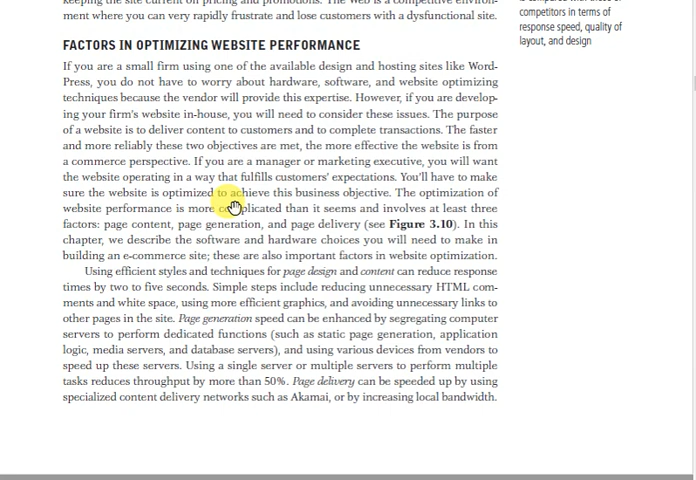 keeping the site current on pricing and promotions. The Web is a competitive environ-
ment where you can very rapidly frustrate and lose customers with a dysfunctional site.
competitors in terms of
response speed, quality of
layout, and design
FACTORS IN OPTIMIZING WEBSITE PERFORMANCE
If you are a small firm using one of the available design and hosting sites like Word-
Press, you do not have to worry about hardware, software, and website optimizing
techniques because the vendor will provide this expertise. However, if you are develop-
ing your firm's website in-house, you will need to consider these issues. The purpose
of a website is to deliver content to customers and to complete transactions. The faster
and more reliably these two objectives are met, the more effective the website is from
a commerce perspective. If you are a manager or marketing executive, you will want
the website operating in a way that fulfills customers' expectations. You'll have to make
sure the website is optimized to achieve this business objective. The optimization of
website performance is more complicated than it seems and involves at least three
factors: page content, page generation, and page delivery (see Figure 3.10). In this
chapter, we describe the software and hardware choices you will need to make in
building an e-commerce site; these are also important factors in website optimization.
Using efficient styles and techniques for page design and content can reduce response
times by two to five seconds. Simple steps include reducing unnecessary HTML com-
ments and white space, using more efficient graphics, and avoiding unnecessary links to
other pages in the site. Page generation speed can be enhanced by segregating computer
servers to perform dedicated functions (such as static page generation, application
logic, media servers, and database servers), and using various devices from vendors to
speed up these servers. Using a single server or multiple servers to perform multiple
tasks reduces throughput by more than 50%. Page delivery can be speeded up by using
specialized content delivery networks such as Akamai, or by increasing local bandwidth.